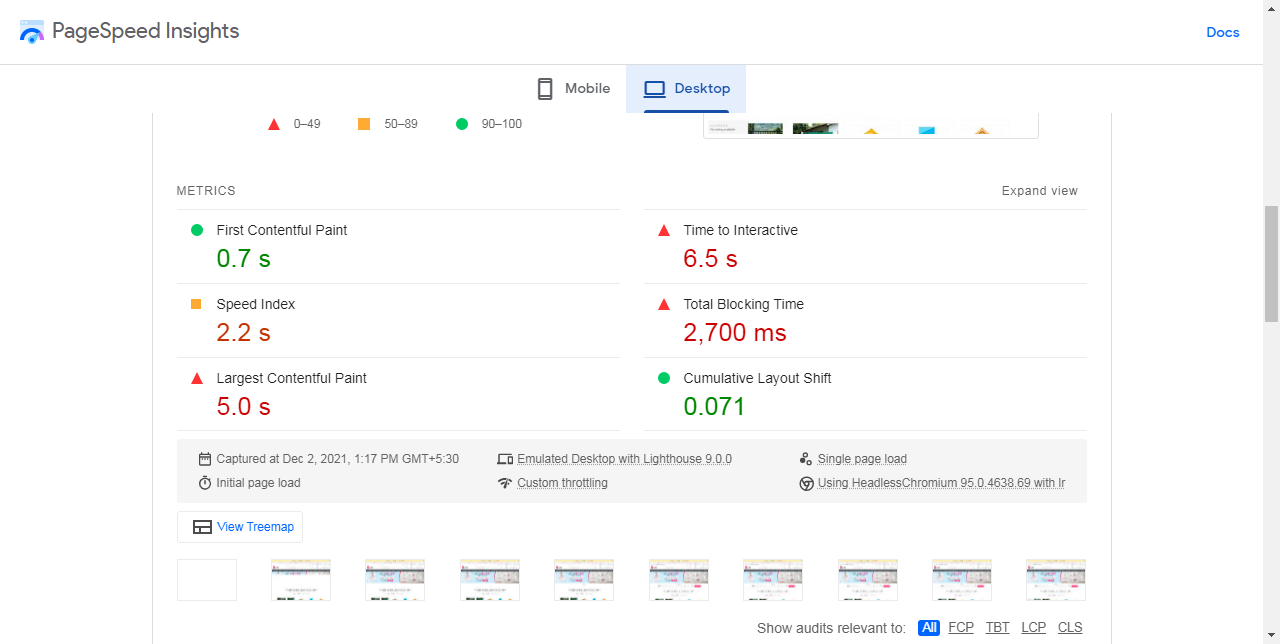 PageSpeed Insights
Docs
Mobile
Desktop
0–49
50–89
90–100
METRICS
Expand view
First Contentful Paint
0.7 s
Time to Interactive
6.5 s
Speed Index
2.2 s
Total Blocking Time
2,700 ms
Largest Contentful Paint
5.0 s
Cumulative Layout Shift
0.071
Captured at Dec 2, 2021, 1:17 PM GMT+5:30
Emulated Desktop with Lighthouse 9.0.0
Single page load
Initial page load
Custom throttling
Using HeadlessChromium 95.0.4638.69 with lr
View Treemap
Show audits relevant to: All FCP TBT LCP CLS